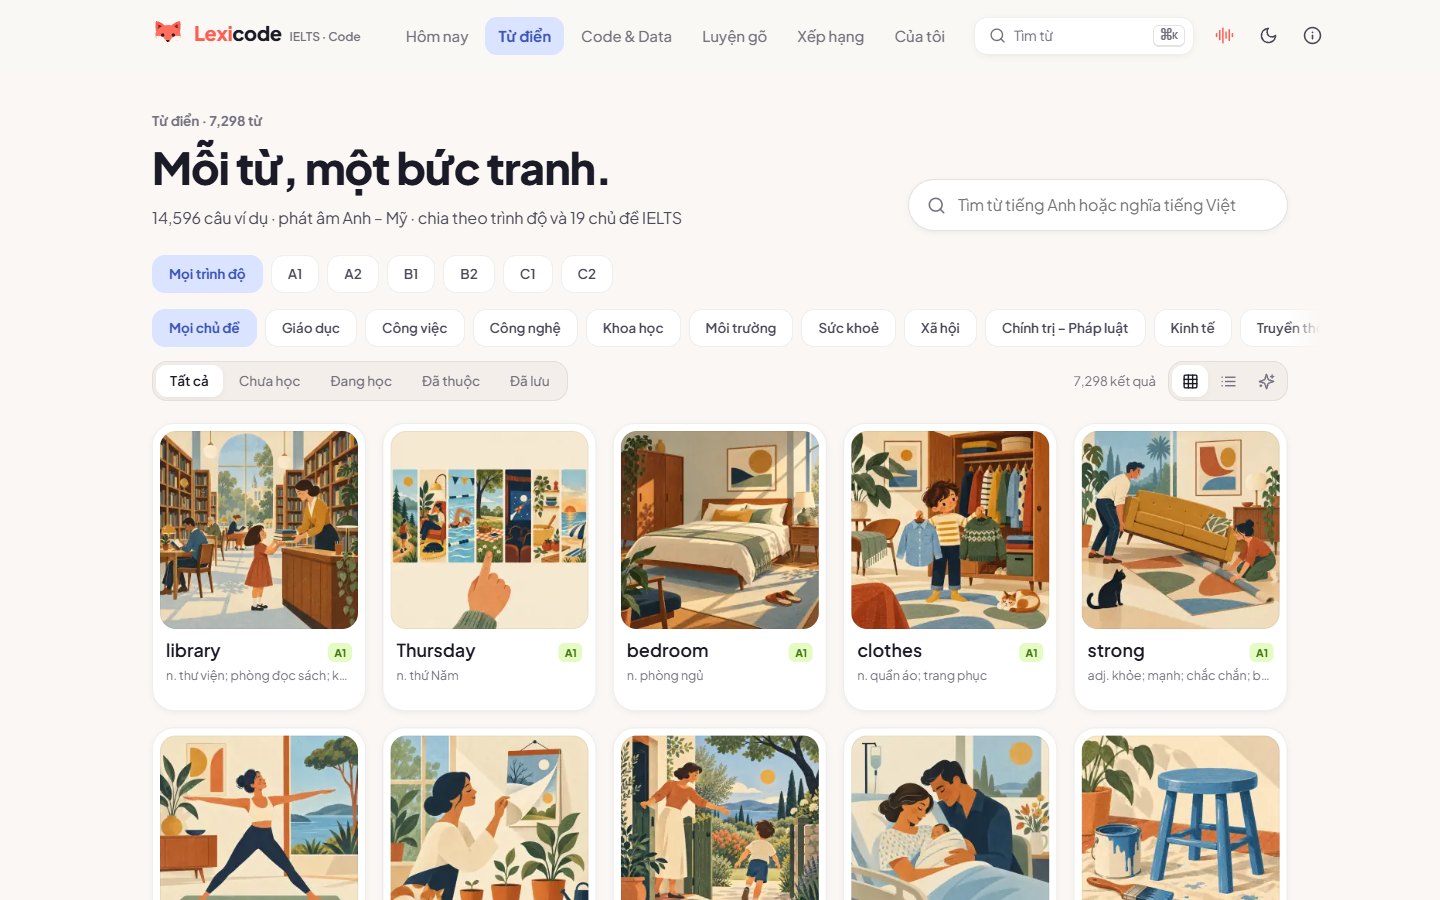 Lexicode IELTS · Code Hôm nay Từ điển Code & Data Luyện gõ Xếp hạng Của tôi Tìm từ ⌘K
Từ điển · 7,298 từ
Mỗi từ, một bức tranh.
14,596 câu ví dụ · phát âm Anh – Mỹ · chia theo trình độ và 19 chủ đề IELTS
Tìm từ tiếng Anh hoặc nghĩa tiếng Việt
Mọi trình độ A1 A2 B1 B2 C1 C2
Mọi chủ đề Giáo dục Công việc Công nghệ Khoa học Môi trường Sức khoẻ Xã hội Chính trị – Pháp luật Kinh tế Truyền
Tất cả Chưa học Đang học Đã thuộc Đã lưu 7,298 kết quả
library A1
n. thư viện; phòng đọc sách; k...
Thursday A1
n. thứ Năm
bedroom A1
n. phòng ngủ
clothes A1
n. quần áo; trang phục
strong A1
adj. khỏe; mạnh; chắc chắn; b...